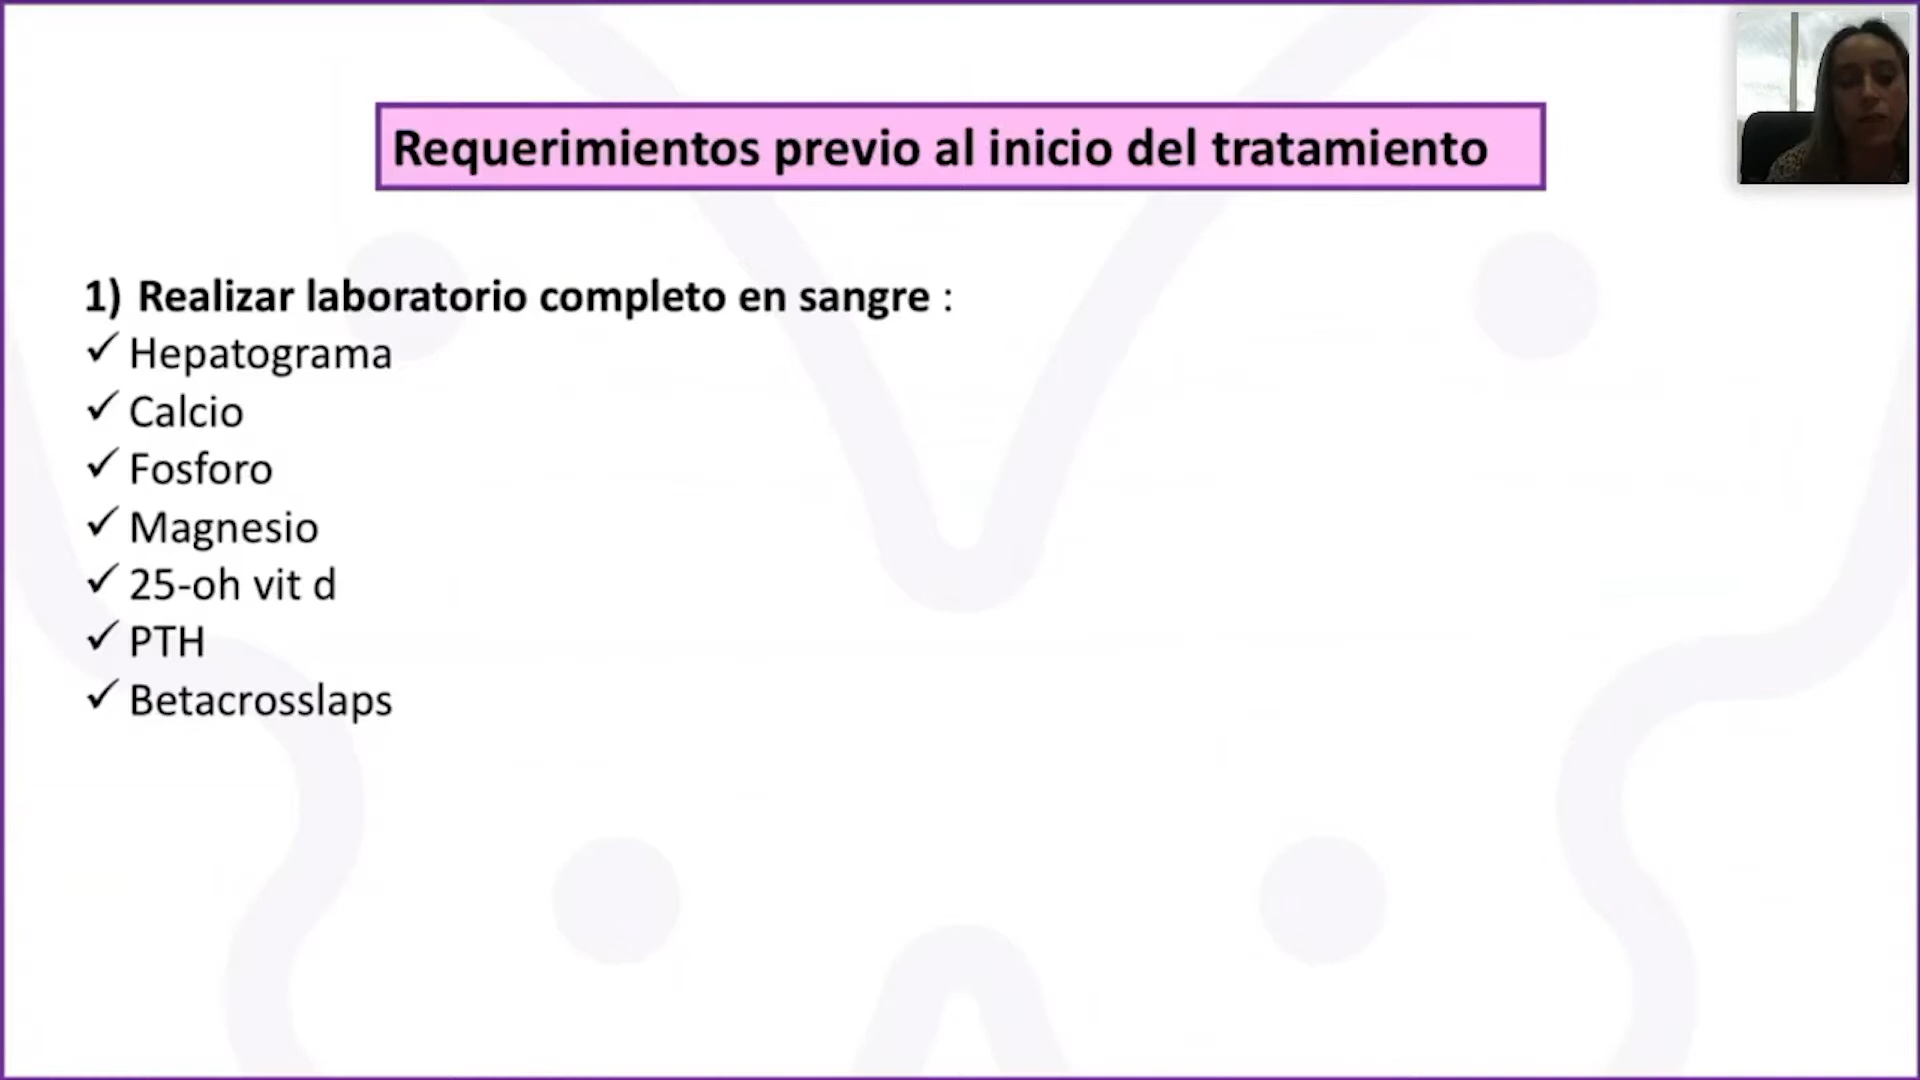 Requerimientos previo al inicio del tratamiento
1) Realizar laboratorio completo en sangre :
✓ Hepatograma
✓ Calcio
✓ Fosforo
✓ Magnesio
✓ 25-oh vit d
✓ PTH
✓ Betacrosslaps